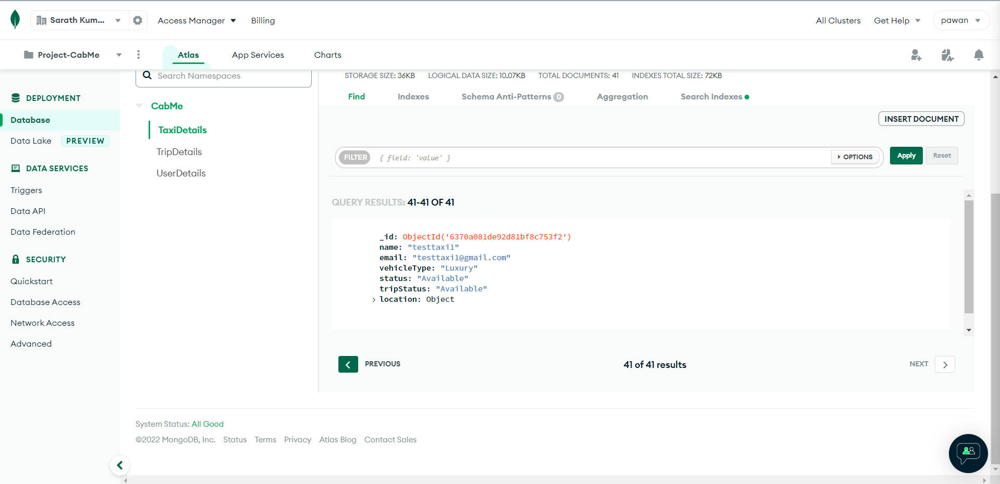 Sarath Kum...
Access Manager
Billing
All Clusters
Get Help
pawan
Project-CabMe
Atlas
App Services
Charts
DEPLOYMENT
Database
Data Lake PREVIEW
DATA SERVICES
Triggers
Data API
Data Federation
SECURITY
Quickstart
Database Access
Network Access
Advanced
Search Namespaces
CabMe
TaxiDetails
TripDetails
UserDetails
STORAGE SIZE: 36KB LOGICAL DATA SIZE: 10.07KB TOTAL DOCUMENTS: 41 INDEXES TOTAL SIZE: 72KB
Find Indexes Schema Anti-Patterns 0 Aggregation Search Indexes
INSERT DOCUMENT
FILTER { field: 'value' } OPTIONS Apply Reset
QUERY RESULTS: 41-41 OF 41
_id: ObjectId('6370a081de92d81bf8c753f2')
name: "testtaxi1"
email: "testtaxi1@gmail.com"
vehicleType: "Luxury"
status: "Available"
tripStatus: "Available"
> location: Object
PREVIOUS 41 of 41 results NEXT
System Status: All Good
©2022 MongoDB, Inc. Status Terms Privacy Atlas Blog Contact Sales